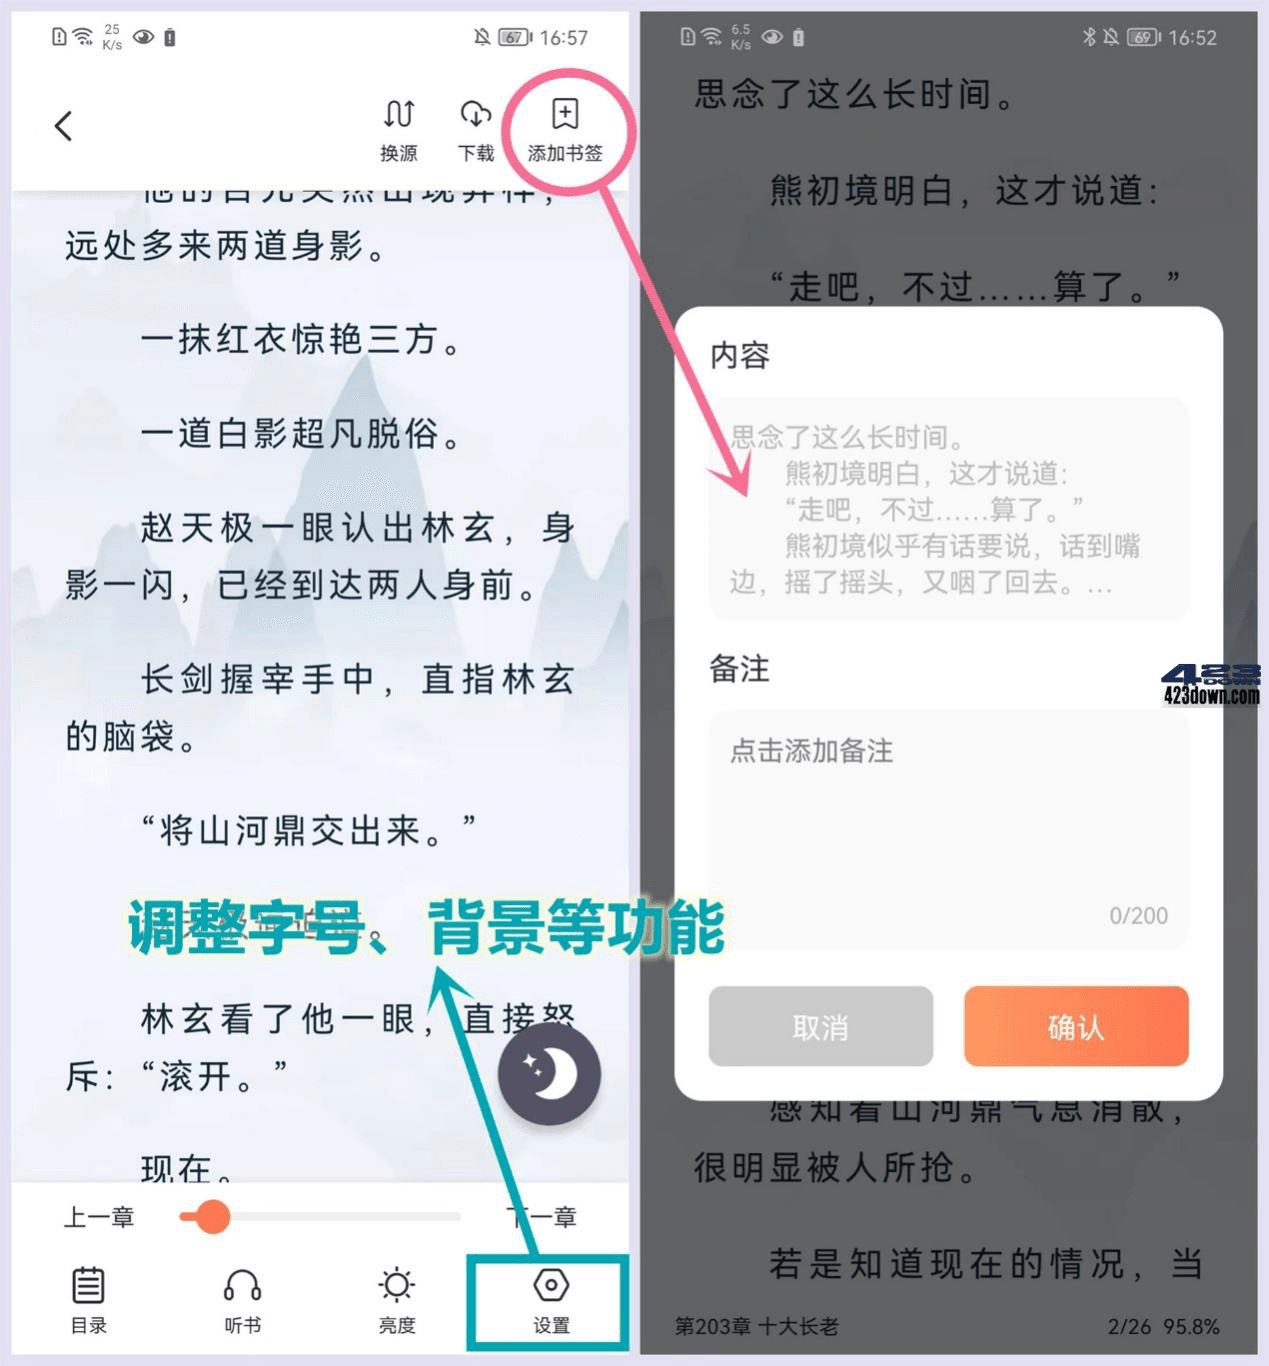 25
K/s
67
16:57
换源
下载
添加书签
远处多来两道身影。
一抹红衣惊艳三方。
一道白影超凡脱俗。
赵天极一眼认出林玄，身
影一闪，已经到达两人身前。
长剑握宰手中，直指林玄
的脑袋。
“将山河鼎交出来。”
调整字号、背景等功能
林玄看了他一眼，直接怒
斥：“滚开。”
现在。
上一章
下一章
目录
听书
亮度
设置
6.5
K/s
69
16:52
思念了这么长时间。
熊初境明白，这才说道：
“走吧，不过……算了。”
内容
思念了这么长时间。
熊初境明白，这才说道：
“走吧，不过……算了。”
熊初境似乎有话要说，话到嘴
边，摇了摇头，又咽了回去。…
备注
点击添加备注
0/200
取消
确认
423down.com
感知着山河鼎气息消散，
很明显被人所抢。
若是知道现在的情况，当
第203章 十大长老
2/26 95.8%